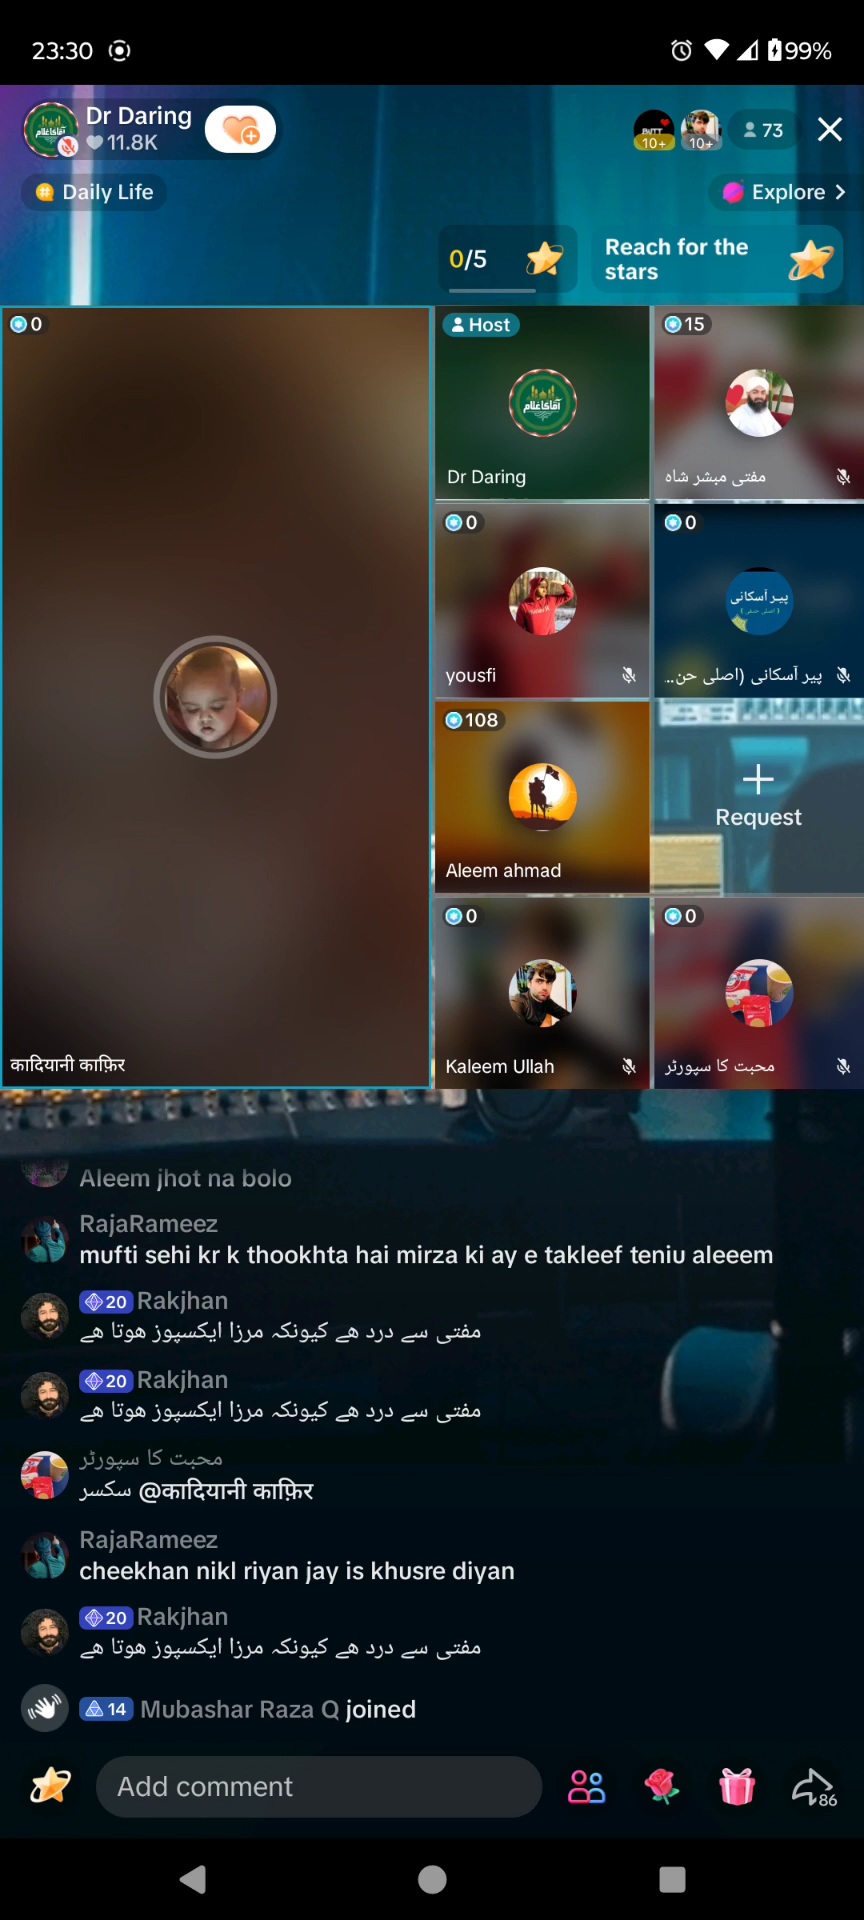 23:30
99%
Dr Daring
11.8K
10+
10+
73
Daily Life
Explore
0/5
Reach for the
stars
0
Host
Dr Daring
15
مفتی مبشر شاہ
0
yousfi
0
پیر آسکانی
پیر آسکانی (اصلی حن..
108
Aleem ahmad
Request
0
Kaleem Ullah
0
محبت کا سپورٹر
कादियानी काफ़िर
Aleem jhot na bolo
RajaRameez
mufti sehi kr k thookhta hai mirza ki ay e takleef teniu aleeem
20 Rakjhan
مفتی سے درد ھے کیونکہ مرزا ایکسپوز ھوتا ھے
20 Rakjhan
مفتی سے درد ھے کیونکہ مرزا ایکسپوز ھوتا ھے
محبت کا سپورٹر
سکسر @कादियानी काफ़िर
RajaRameez
cheekhan nikl riyan jay is khusre diyan
20 Rakjhan
مفتی سے درد ھے کیونکہ مرزا ایکسپوز ھوتا ھے
14 Mubashar Raza Q joined
Add comment
86